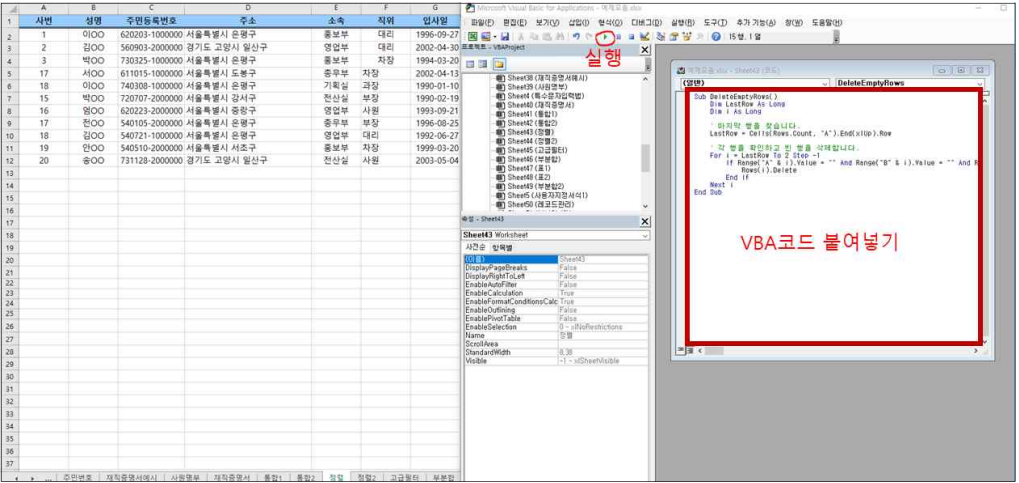 A B C D E F G
사번 성명 주민등록번호 주소 소속 직위 입사일
1 이OO 620203-1000000 서울특별시 은평구 홍보부 대리 1996-09-27
2 김OO 560903-2000000 경기도 고양시 일산구 영업부 대리 2002-04-30
3 박OO 730325-1000000 서울특별시 은평구 홍보부 차장 1994-03-20
17 서OO 611015-1000000 서울특별시 도봉구 총무부 차장 2002-04-13
18 이OO 740308-1000000 서울특별시 은평구 기획실 과장 1990-01-10
15 박OO 720707-2000000 서울특별시 강서구 전산실 부장 1990-02-19
16 엄OO 620223-2000000 서울특별시 중랑구 영업부 사원 1993-09-21
17 전OO 540105-2000000 서울특별시 은평구 총무부 부장 1996-08-25
18 김OO 540721-1000000 서울특별시 은평구 영업부 대리 1992-06-27
19 안OO 540510-2000000 서울특별시 서초구 홍보부 차장 1999-03-20
20 송OO 731128-2000000 경기도 고양시 일산구 전산실 사원 2003-05-04
주민번호 재직증명서예시 사원명부 재직증명서 통합1 통합2 정렬 정렬2 고급필터 부분합
Microsoft Visual Basic for Applications - 예제모음.xlsx
파일(F) 편집(E) 보기(V) 삽입(I) 형식(O) 디버그(D) 실행(R) 도구(T) 추가 기능(A) 창(W) 도움말(H)
15행, 1열
실행
프로젝트 - VBAProject
Sheet38 (재직증명서예시)
Sheet39 (사원명부)
Sheet4 (특수문자입력법)
Sheet40 (재직증명서)
Sheet41 (통합1)
Sheet42 (통합2)
Sheet43 (정렬)
Sheet44 (정렬2)
Sheet45 (고급필터)
Sheet46 (부분합)
Sheet47 (표1)
Sheet48 (표2)
Sheet49 (부분합2)
Sheet5 (사용자지정서식1)
Sheet50 (레코드관리)
속성 - Sheet43
Sheet43 Worksheet
사전순 항목별
(이름) Sheet43
DisplayPageBreaks False
DisplayRightToLeft False
EnableAutoFilter False
EnableCalculation True
EnableFormatConditionsCalc True
EnableOutlining False
EnablePivotTable False
EnableSelection 0 - xlNoRestrictions
Name 정렬
ScrollArea
StandardWidth 8.38
Visible -1 - xlSheetVisible
예제모음.xlsx - Sheet43 (코드)
(일반) DeleteEmptyRows
Sub DeleteEmptyRows()
Dim LastRow As Long
Dim i As Long
' 마지막 행을 찾습니다.
LastRow = Cells(Rows.Count, "A").End(xlUp).Row
' 각 행을 확인하고 빈 행을 삭제합니다.
For i = LastRow To 2 Step -1
If Range("A" & i).Value = "" And Range("B" & i).Value = "" And R
Rows(i).Delete
End If
Next i
End Sub
VBA코드 붙여넣기